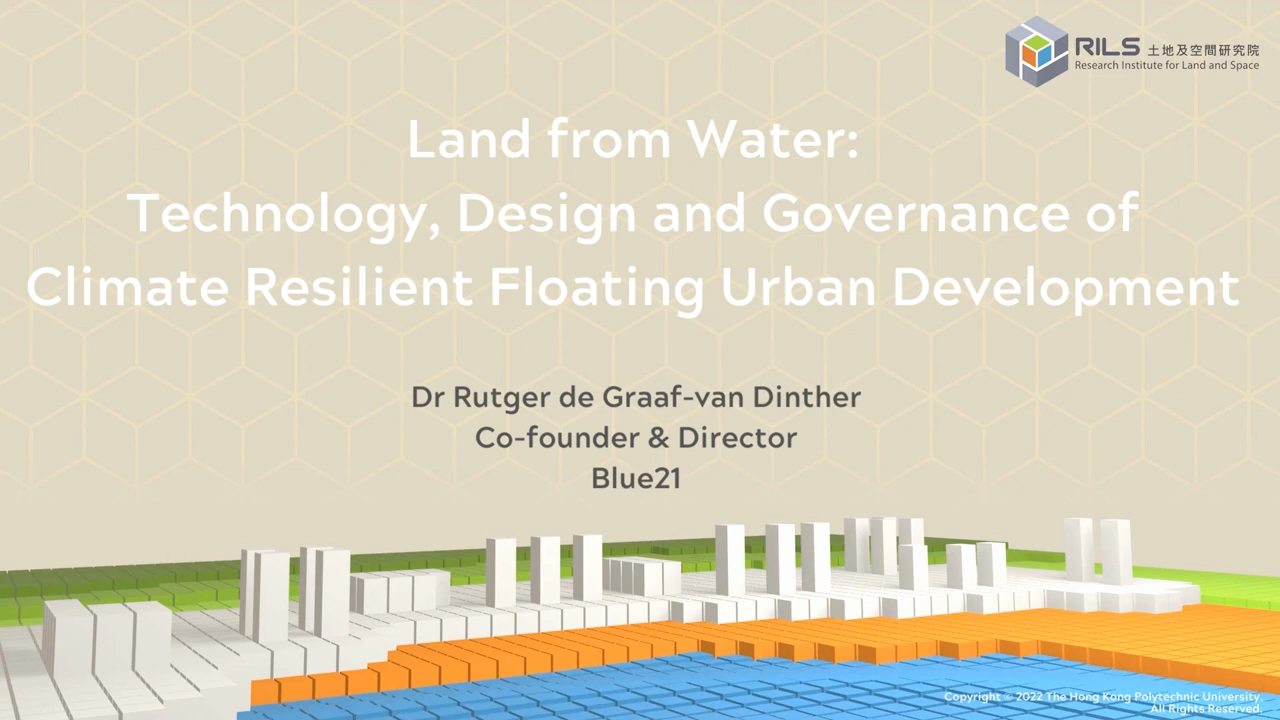 RILS 土地及空間研究院
Research Institute for Land and Space
Land from Water:
Technology, Design and Governance of
Climate Resilient Floating Urban Development
Dr Rutger de Graaf-van Dinther
Co-founder & Director
Blue21
Copyright © 2022 The Hong Kong Polytechnic University.
All Rights Reserved.